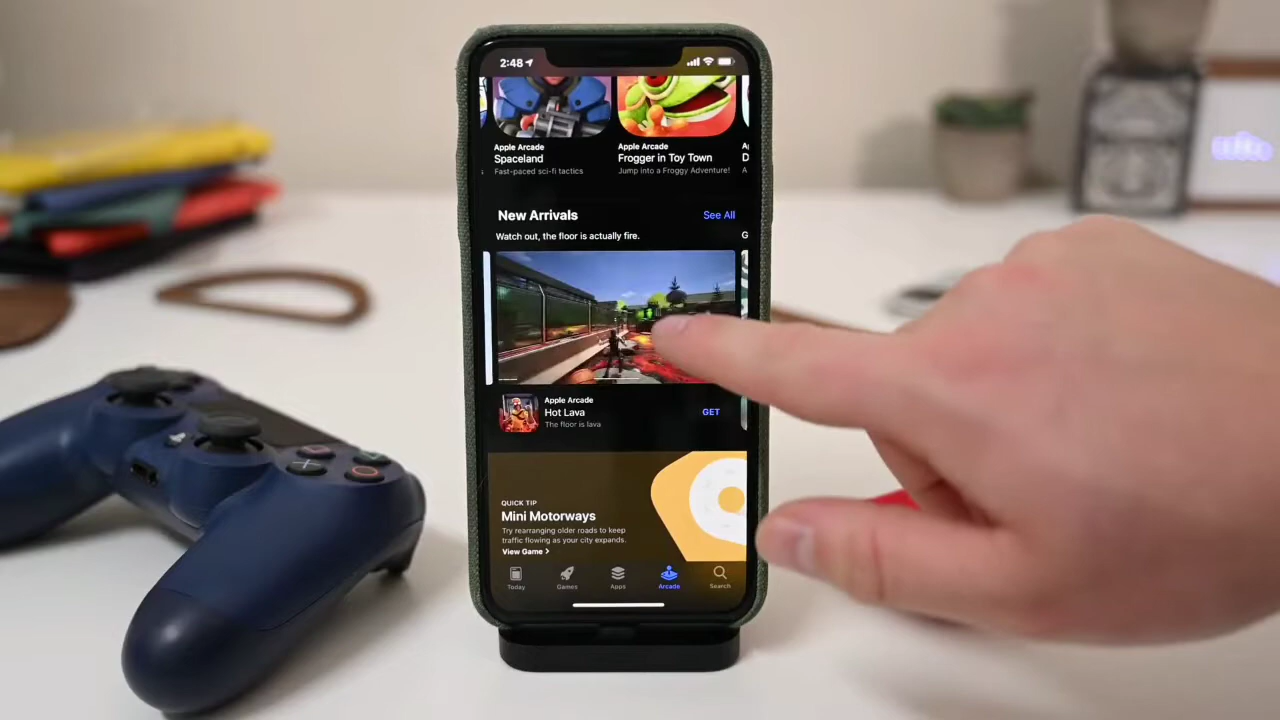 2:48
Apple Arcade
Spaceland
Fast-paced sci-fi tactics
Apple Arcade
Frogger in Toy Town
Jump into a Froggy Adventure!
A
D
A
New Arrivals
See All
Watch out, the floor is actually fire.
G
Apple Arcade
Hot Lava
The floor is lava
GET
QUICK TIP
Mini Motorways
Try rearranging older roads to keep
traffic flowing as your city expands.
View Game >
Today
Games
Apps
Arcade
Search